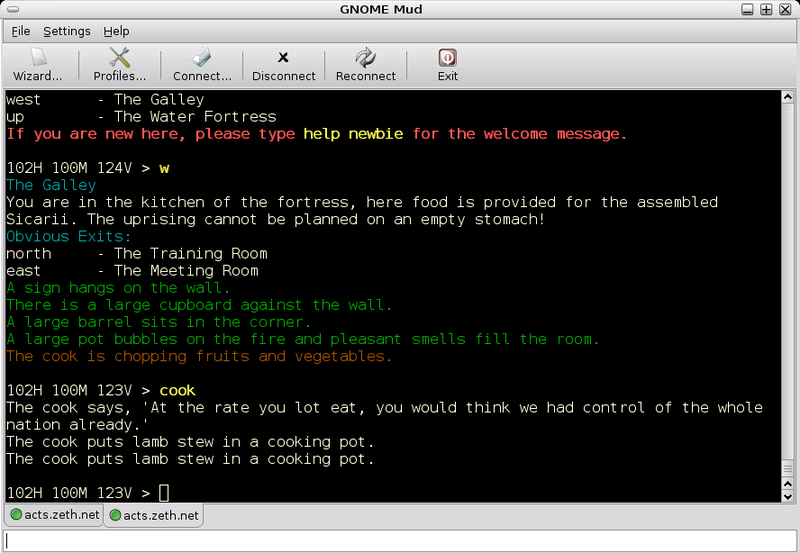 GNOME Mud
File Settings Help
Wizard... Profiles... Connect... Disconnect Reconnect Exit
west - The Galley
up - The Water Fortress
If you are new here, please type help newbie for the welcome message.
102H 100M 124V > w
The Galley
You are in the kitchen of the fortress, here food is provided for the assembled
Sicarii. The uprising cannot be planned on an empty stomach!
Obvious Exits:
north - The Training Room
east - The Meeting Room
A sign hangs on the wall.
There is a large cupboard against the wall.
A large barrel sits in the corner.
A large pot bubbles on the fire and pleasant smells fill the room.
The cook is chopping fruits and vegetables.
102H 100M 123V > cook
The cook says, 'At the rate you lot eat, you would think we had control of the whole
nation already.'
The cook puts lamb stew in a cooking pot.
The cook puts lamb stew in a cooking pot.
102H 100M 123V >
acts.zeth.net acts.zeth.net